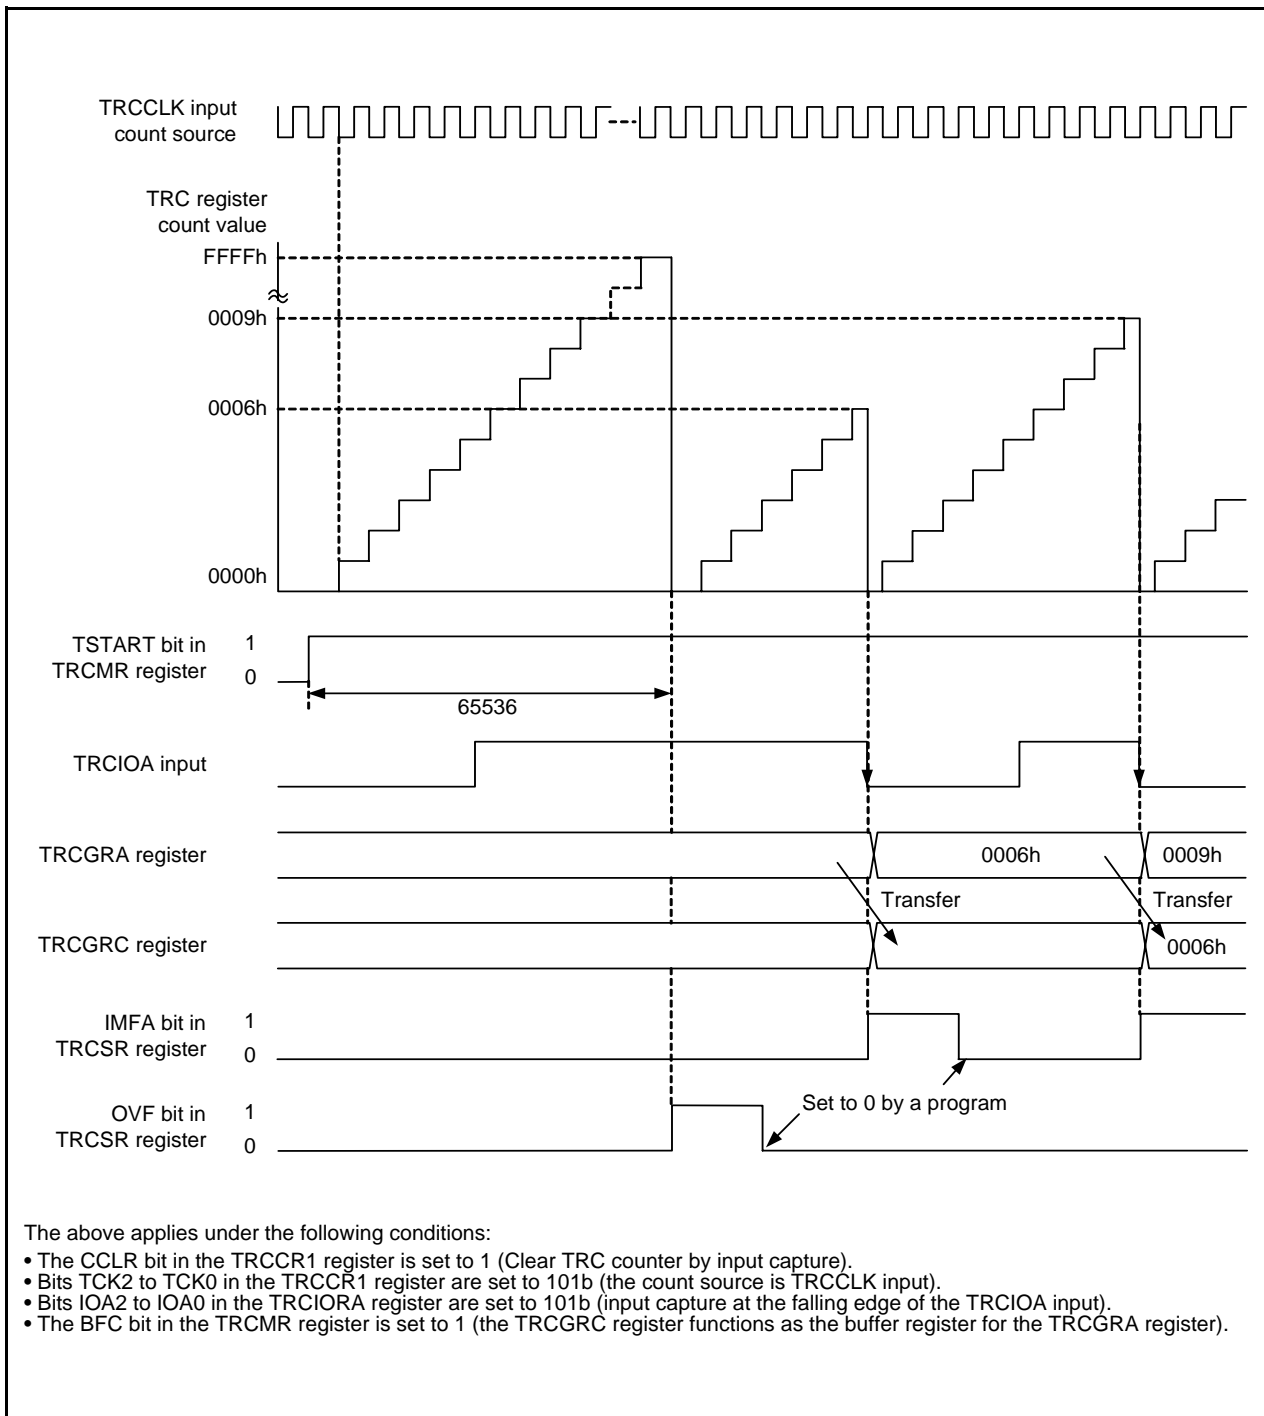 TRCCLK input
count source
TRC register
count value
FFFFh
0009h
0006h
0000h
TSTART bit in
TRCMR register
1
0
65536
TRCIOA input
TRCGRA register
0006h
0009h
Transfer
Transfer
TRCGRC register
0006h
IMFA bit in
TRCSR register
1
0
Set to 0 by a program
OVF bit in
TRCSR register
1
0
The above applies under the following conditions:
• The CCLR bit in the TRCCR1 register is set to 1 (Clear TRC counter by input capture).
• Bits TCK2 to TCK0 in the TRCCR1 register are set to 101b (the count source is TRCCLK input).
• Bits IOA2 to IOA0 in the TRCIORA register are set to 101b (input capture at the falling edge of the TRCIOA input).
• The BFC bit in the TRCMR register is set to 1 (the TRCGRC register functions as the buffer register for the TRCGRA register).